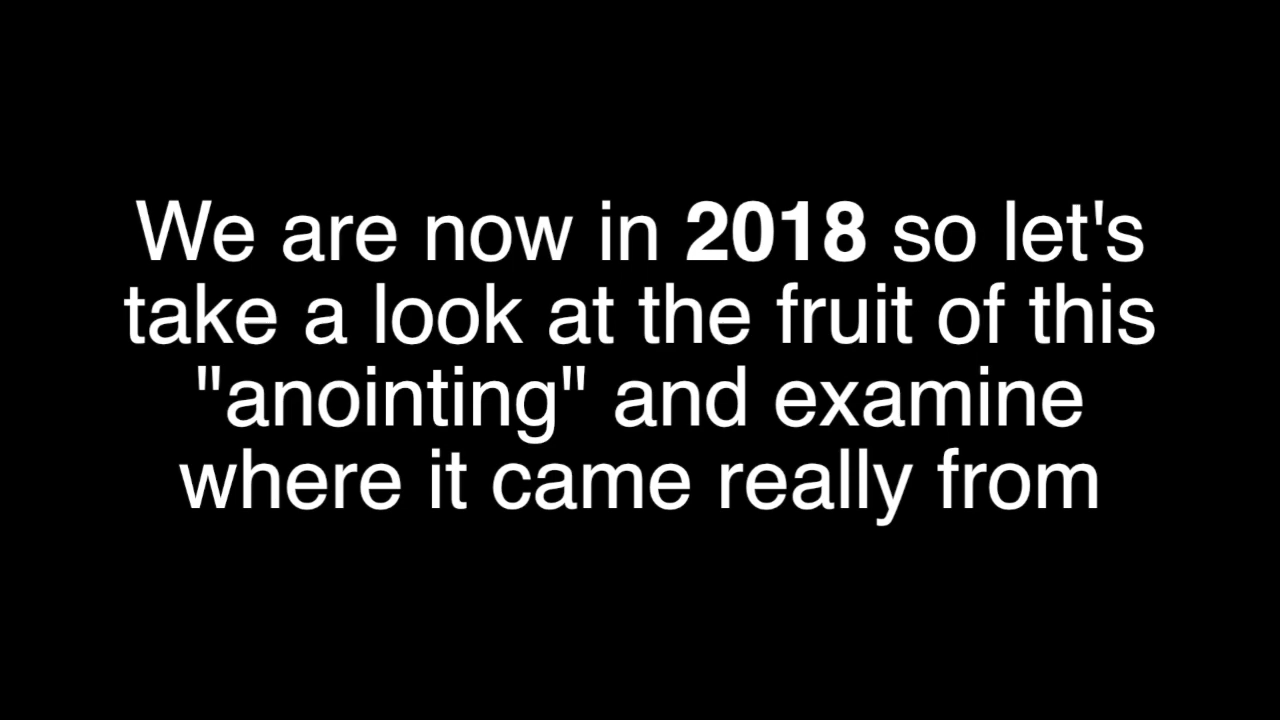 We are now in 2018 so let's
take a look at the fruit of this
"anointing" and examine
where it came really from